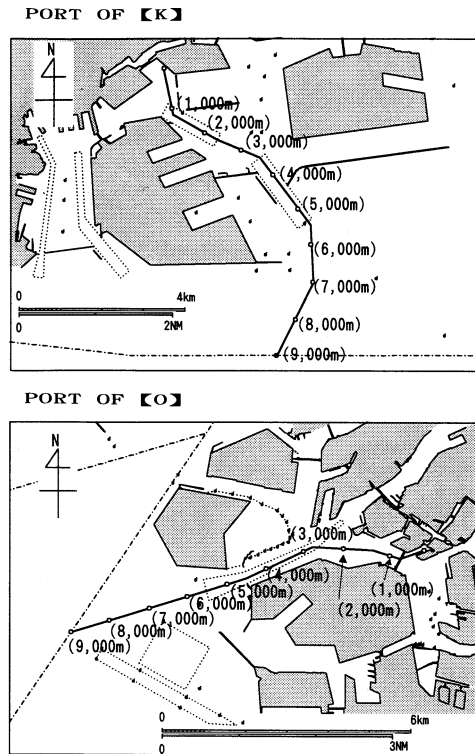 PORT OF 【K】
N
(1,000m)
(2,000m)
(3,000m)
(4,000m)
(5,000m)
(6,000m)
(7,000m)
(8,000m)
(9,000m)
0 4km
0 2NM
PORT OF 【O】
N
(3,000m)
(4,000m)
(5,000m)
(6,000m)
(7,000m)
(8,000m)
(9,000m)
(1,000m)
(2,000m)
0 6km
0 3NM